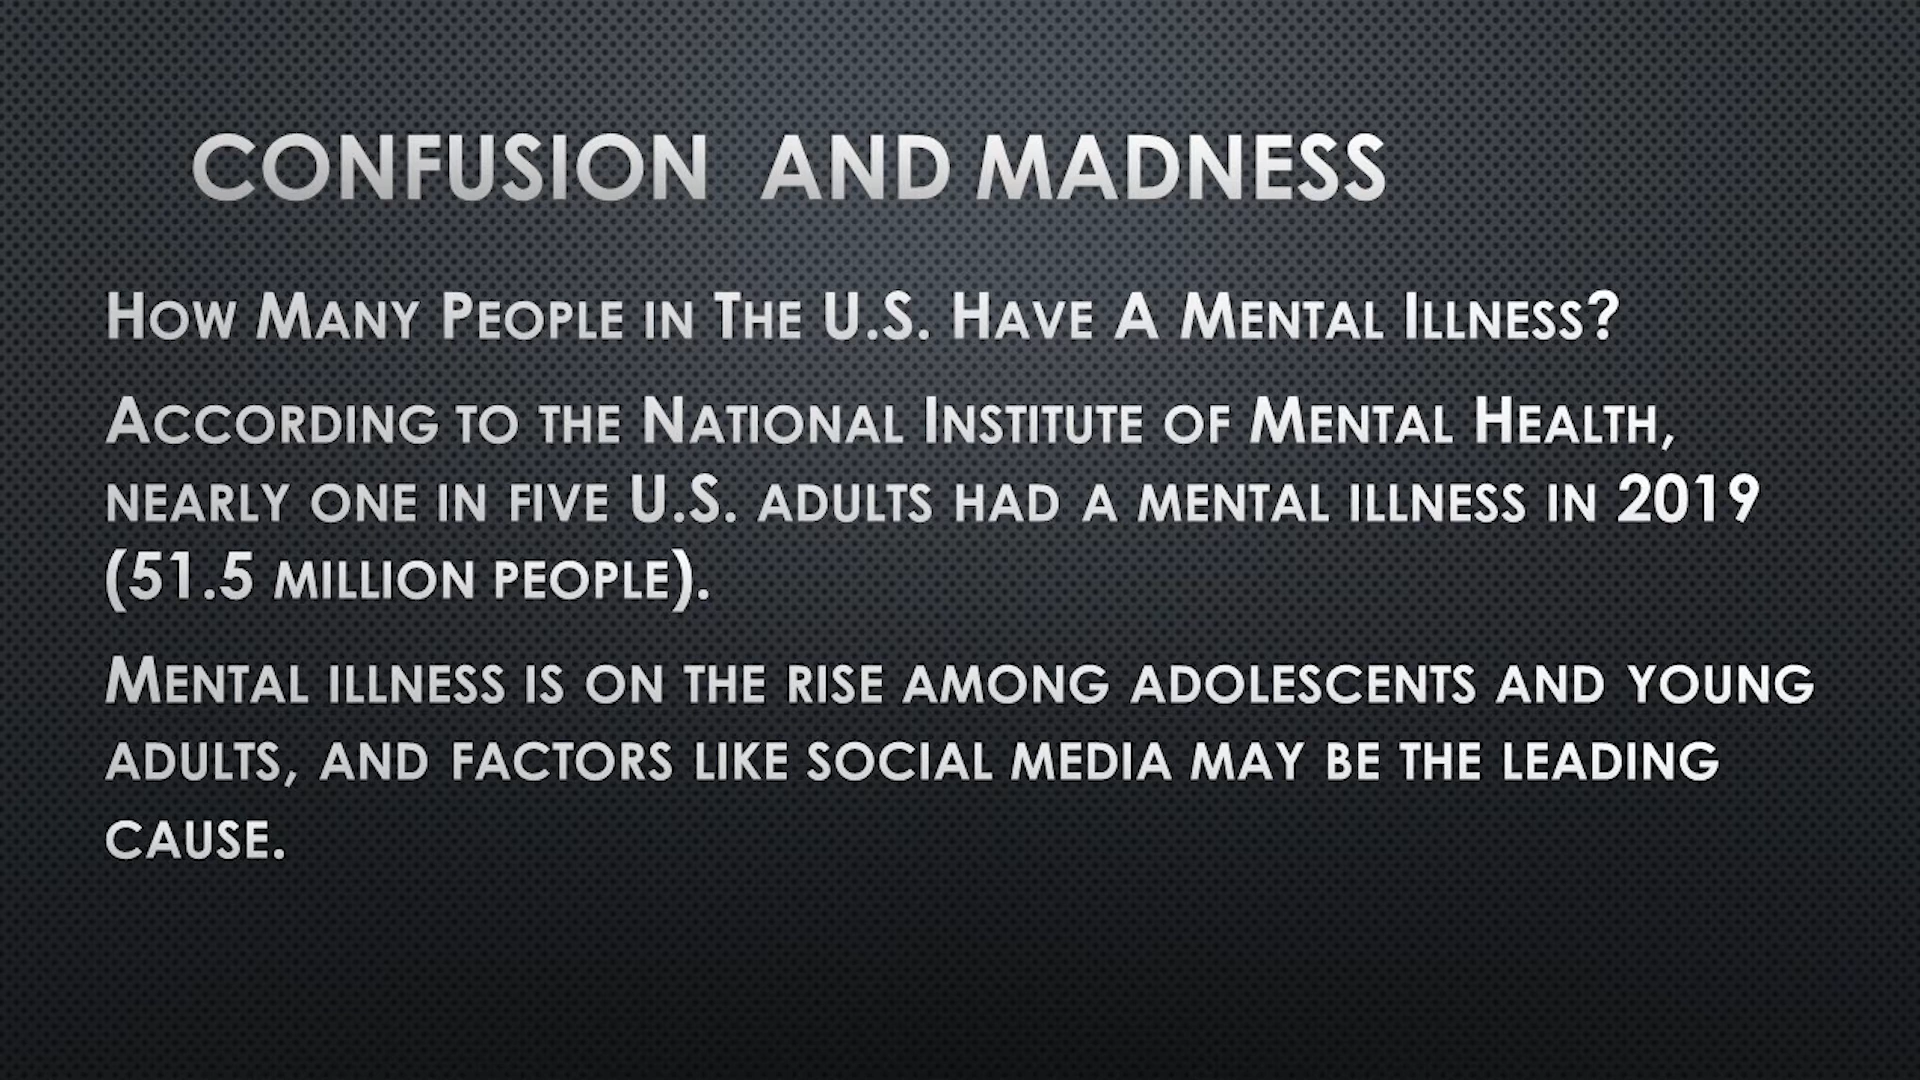 CONFUSION AND MADNESS
How Many People in The U.S. Have A Mental Illness?
According to the National Institute of Mental Health,
nearly one in five U.S. adults had a mental illness in 2019
(51.5 million people).
Mental illness is on the rise among adolescents and young
adults, and factors like social media may be the leading
cause.